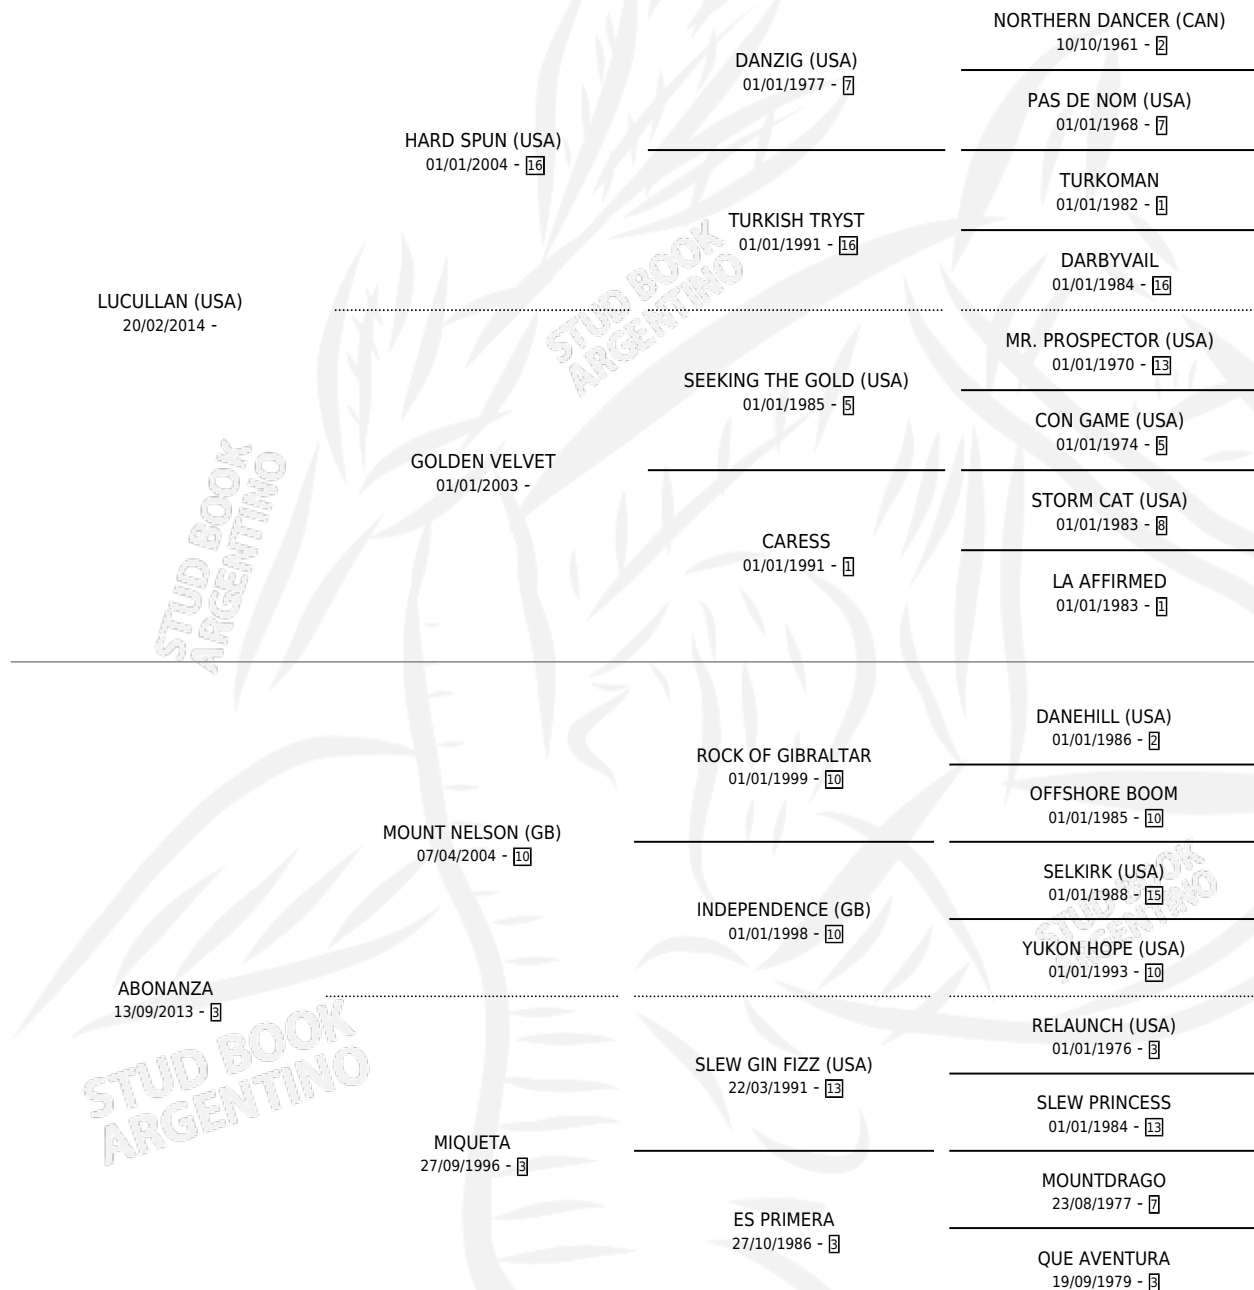 NORTHERN DANCER (CAN)
10/10/1961 - 2
DANZIG (USA)
01/01/1977 - 7
PAS DE NOM (USA)
01/01/1968 - 7
HARD SPUN (USA)
01/01/2004 - 16
TURKOMAN
01/01/1982 - 1
TURKISH TRYST
01/01/1991 - 16
DARBYVAIL
01/01/1984 - 16
LUCULLAN (USA)
20/02/2014 -
MR. PROSPECTOR (USA)
01/01/1970 - 13
SEEKING THE GOLD (USA)
01/01/1985 - 5
CON GAME (USA)
01/01/1974 - 5
GOLDEN VELVET
01/01/2003 -
STORM CAT (USA)
01/01/1983 - 8
CARESS
01/01/1991 - 1
LA AFFIRMED
01/01/1983 - 1
DANEHILL (USA)
01/01/1986 - 2
ROCK OF GIBRALTAR
01/01/1999 - 10
OFFSHORE BOOM
01/01/1985 - 10
MOUNT NELSON (GB)
07/04/2004 - 10
SELKIRK (USA)
01/01/1988 - 15
INDEPENDENCE (GB)
01/01/1998 - 10
YUKON HOPE (USA)
01/01/1993 - 10
ABONANZA
13/09/2013 - 3
RELAUNCH (USA)
01/01/1976 - 3
SLEW GIN FIZZ (USA)
22/03/1991 - 13
SLEW PRINCESS
01/01/1984 - 13
MIQUETA
27/09/1996 - 3
MOUNTDRAGO
23/08/1977 - 7
ES PRIMERA
27/10/1986 - 3
QUE AVENTURA
19/09/1979 - 3
STUD BOOK
ARGENTINO
STUD BOOK
ARGENTINO
STUD BOOK
ARGENTINO
STUD BOOK
ARGENTINO